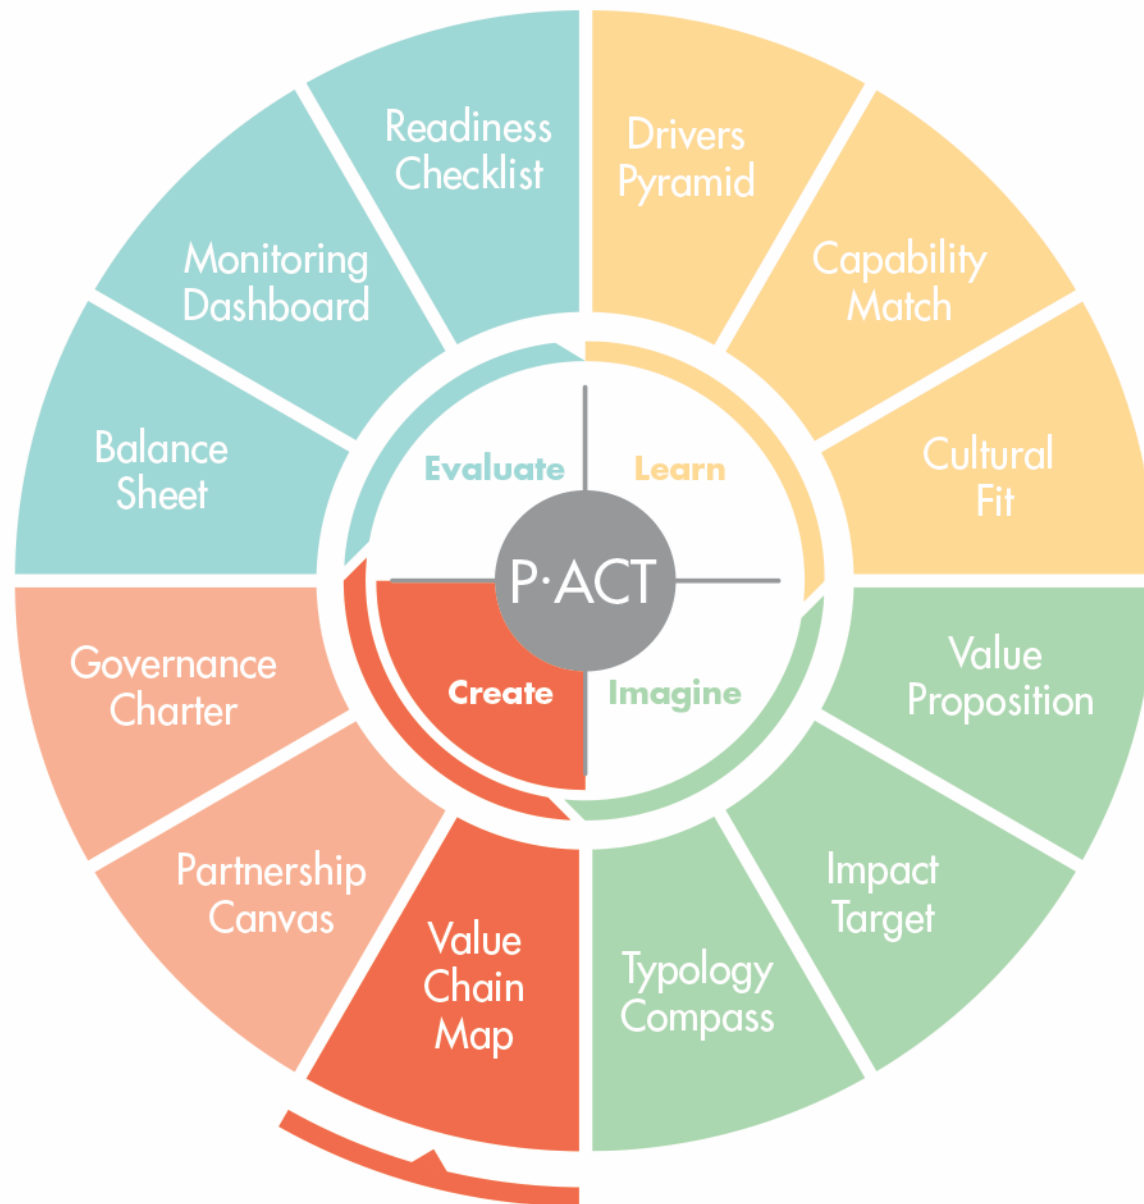 Readiness
Checklist
Drivers
Pyramid
Capability
Match
Cultural
Fit
Value
Proposition
Impact
Target
Typology
Compass
Value
Chain
Map
Partnership
Canvas
Governance
Charter
Balance
Sheet
Monitoring
Dashboard
Evaluate
Learn
P·ACT
Create
Imagine